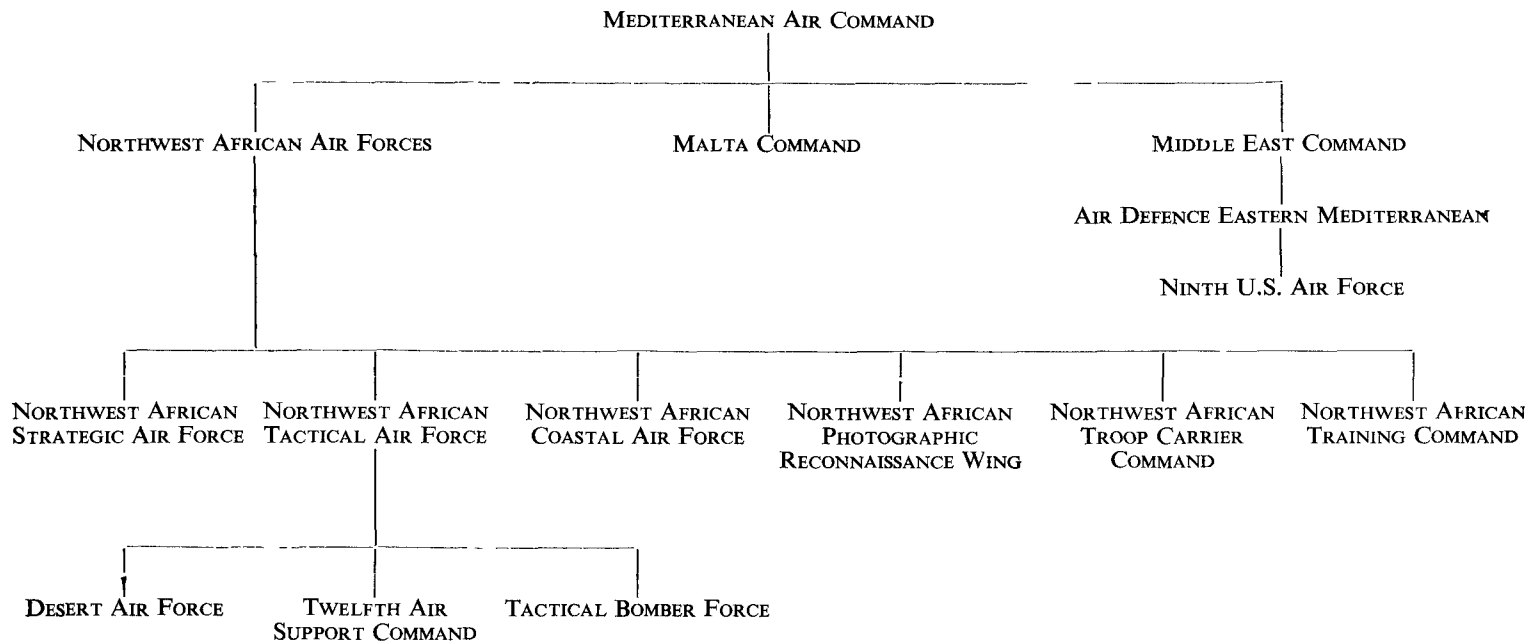 MEDITERRANEAN AIR COMMAND
NORTHWEST AFRICAN AIR FORCES
MALTA COMMAND
MIDDLE EAST COMMAND
AIR DEFENCE EASTERN MEDITERRANEAN
NINTH U.S. AIR FORCE
NORTHWEST AFRICAN
STRATEGIC AIR FORCE
NORTHWEST AFRICAN
TACTICAL AIR FORCE
NORTHWEST AFRICAN
COASTAL AIR FORCE
NORTHWEST AFRICAN
PHOTOGRAPHIC
RECONNAISSANCE WING
NORTHWEST AFRICAN
TROOP CARRIER
COMMAND
NORTHWEST AFRICAN
TRAINING COMMAND
DESERT AIR FORCE
TWELFTH AIR
SUPPORT COMMAND
TACTICAL BOMBER FORCE